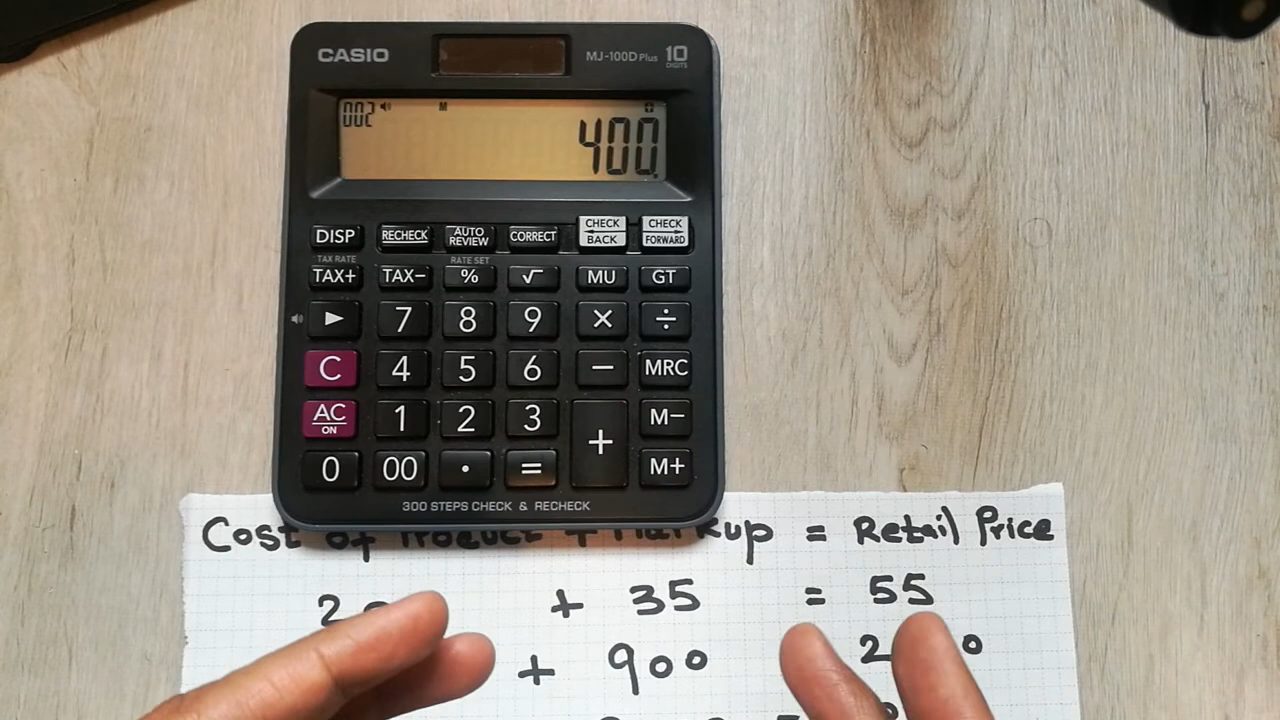 CASIO MJ-100D Plus 10 DIGITS
002 M
400.
DISP RECHECK AUTO REVIEW CORRECT CHECK BACK CHECK FORWARD
TAX RATE RATE SET
TAX+ TAX− % √ MU GT
7 8 9 × ÷
C 4 5 6 − MRC
AC ON 1 2 3 + M−
0 00 · = M+
300 STEPS CHECK & RECHECK
Cost of Product + Markup = Retail Price
+ 35 = 55
+ 900